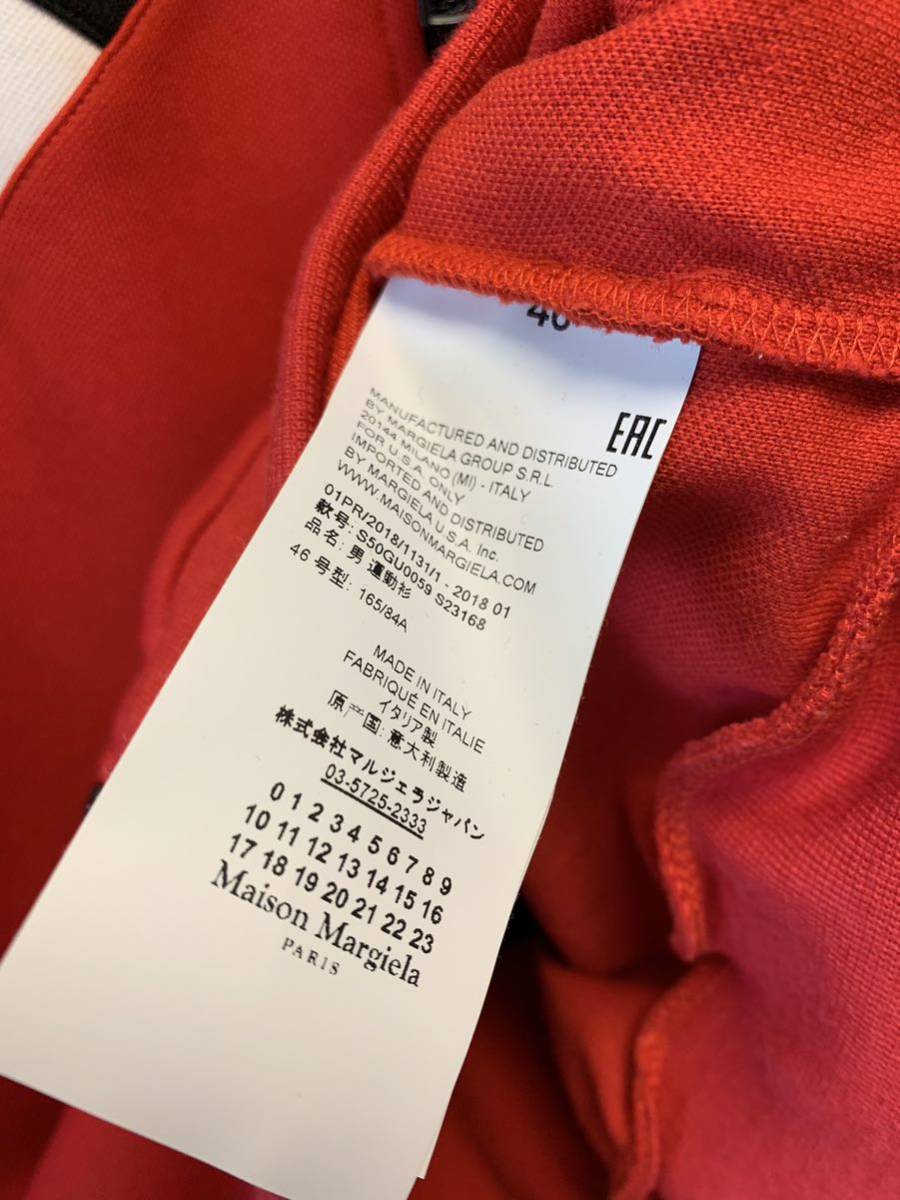 46
EAC
MANUFACTURED AND DISTRIBUTED
BY MARGIELA GROUP S.R.L.
20144 MILANO (MI) - ITALY
FOR U.S.A. ONLY
IMPORTED AND DISTRIBUTED
BY MARGIELA U.S.A. Inc.
WWW.MAISONMARGIELA.COM
01PR/2018/1131/1 - 2018 01
款号: S50GU0059 S23168
品名: 男 運動衫
46 号型: 165/84A
MADE IN ITALY
FABRIQUÉ EN ITALIE
イタリア製
原产国: 意大利製造
株式会社マルジェラジャパン
03-5725-2333
0 1 2 3 4 5 6 7 8 9
10 11 12 13 14 15 16
17 18 19 20 21 22 23
Maison Margiela
PARIS